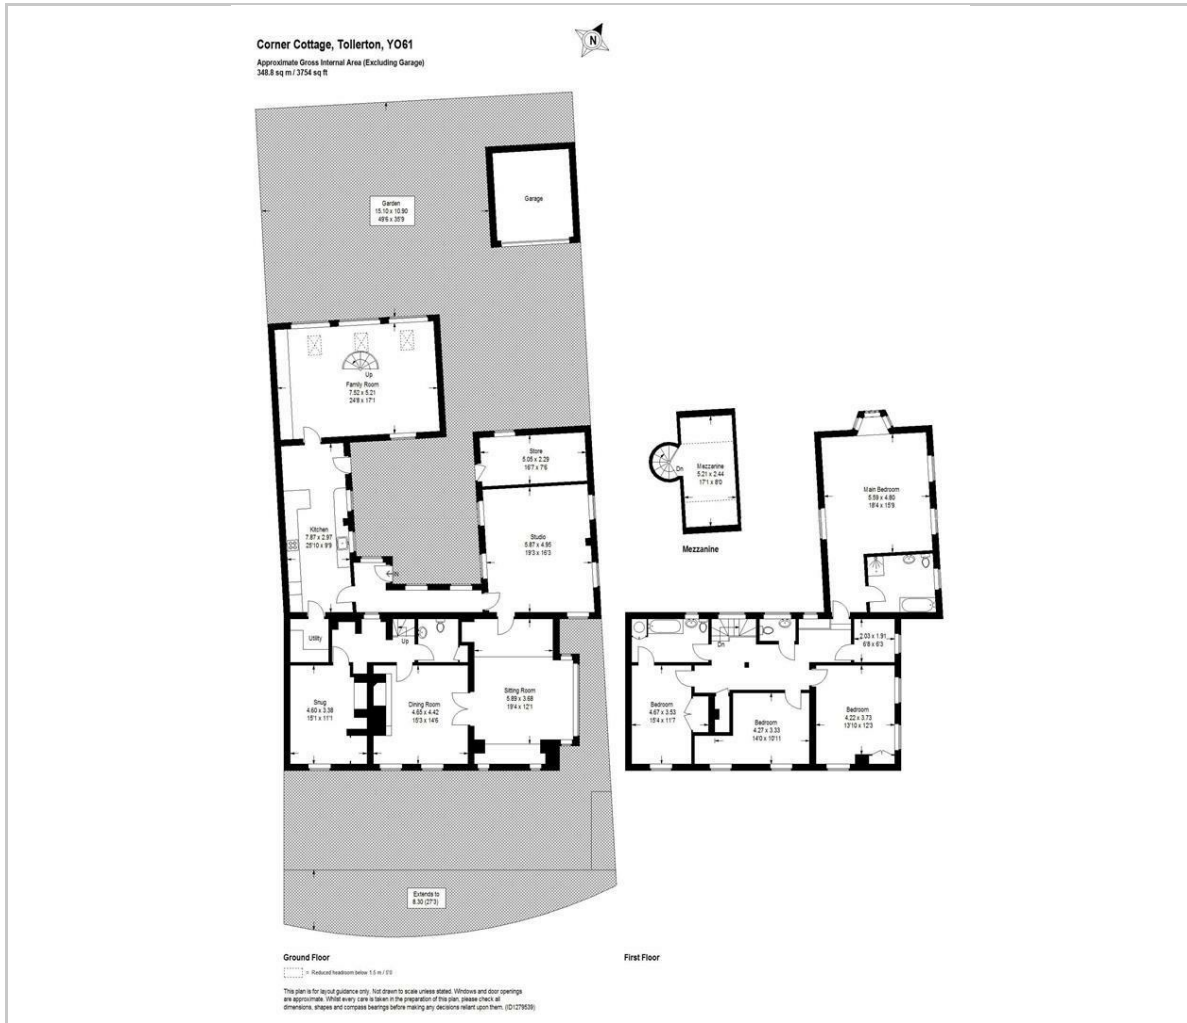 Corner Cottage, Tollerton, YO61
Approximate Gross Internal Area (Excluding Garage)
348.8 sq m / 3754 sq ft
N
Garden
15.10 x 10.90
49'6 x 35'9
Garage
Up
Family Room
7.52 x 5.21
24'8 x 17'1
Store
5.05 x 2.29
16'7 x 7'6
Kitchen
7.87 x 2.97
25'10 x 9'9
Studio
5.87 x 4.95
19'3 x 16'3
IN
Utility
Up
Snug
4.60 x 3.38
15'1 x 11'1
Dining Room
4.65 x 4.42
15'3 x 14'6
Sitting Room
5.89 x 3.68
19'4 x 12'1
Extends to
8.30 (27'3)
Ground Floor
= Reduced headroom below 1.5 m / 5'0
Dn
Mezzanine
5.21 x 2.44
17'1 x 8'0
Mezzanine
Main Bedroom
5.59 x 4.80
18'4 x 15'9
Dn
2.03 x 1.91
6'8 x 6'3
Bedroom
4.67 x 3.53
15'4 x 11'7
Bedroom
4.27 x 3.33
14'0 x 10'11
Bedroom
4.22 x 3.73
13'10 x 12'3
First Floor
This plan is for layout guidance only. Not drawn to scale unless stated. Windows and door openings
are approximate. Whilst every care is taken in the preparation of this plan, please check all
dimensions, shapes and compass bearings before making any decisions reliant upon them. (ID1279539)